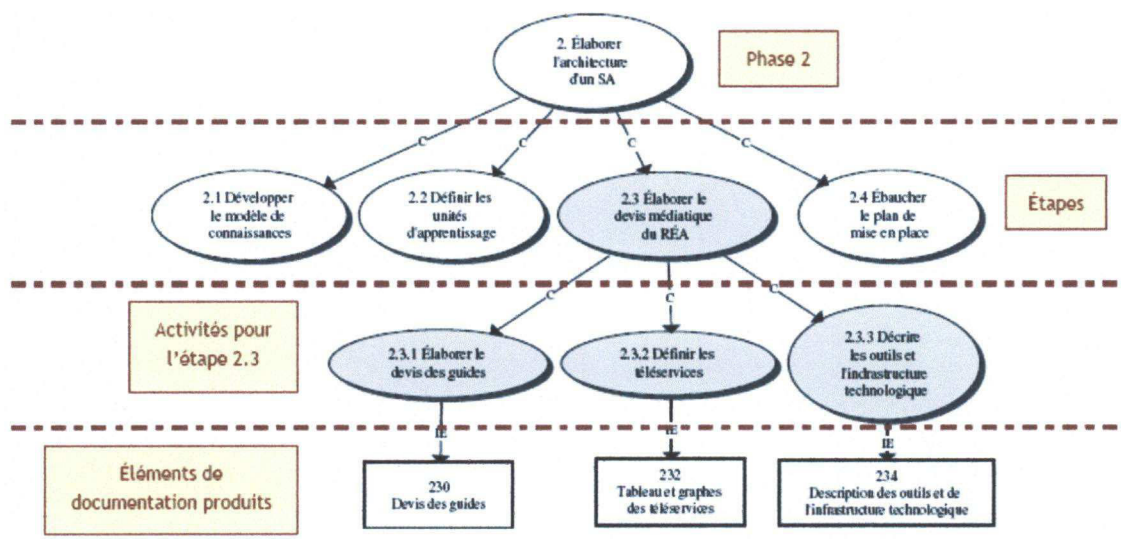 2. Élaborer
l'architecture
d'un SA
Phase 2
C
C
C
C
2.1 Développer
le modèle de
connaissances
2.2 Définir les
unités
d'apprentissage
2.3 Élaborer le
devis médiatique
du RÉA
2.4 Ébaucher
le plan de
mise en place
Étapes
C
C
C
Activités pour
l'étape 2.3
2.3.1 Élaborer le
devis des guides
2.3.2 Définir les
téléservices
2.3.3 Décrire
les outils et
l'indrastructure
technologique
IE
IE
IE
Éléments de
documentation produits
230
Devis des guides
232
Tableau et graphes
des téléservices
234
Description des outils et de
l'infrastructure technologique